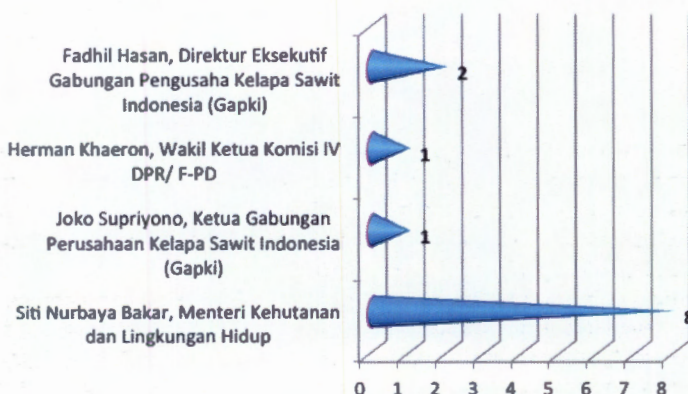 Fadhil Hasan, Direktur Eksekutif
Gabungan Pengusaha Kelapa Sawit
Indonesia (Gapki)
2
Herman Khaeron, Wakil Ketua Komisi IV
DPR/ F-PD
1
Joko Supriyono, Ketua Gabungan
Perusahaan Kelapa Sawit Indonesia
(Gapki)
1
Siti Nurbaya Bakar, Menteri Kehutanan
dan Lingkungan Hidup
8
0 1 2 3 4 5 6 7 8